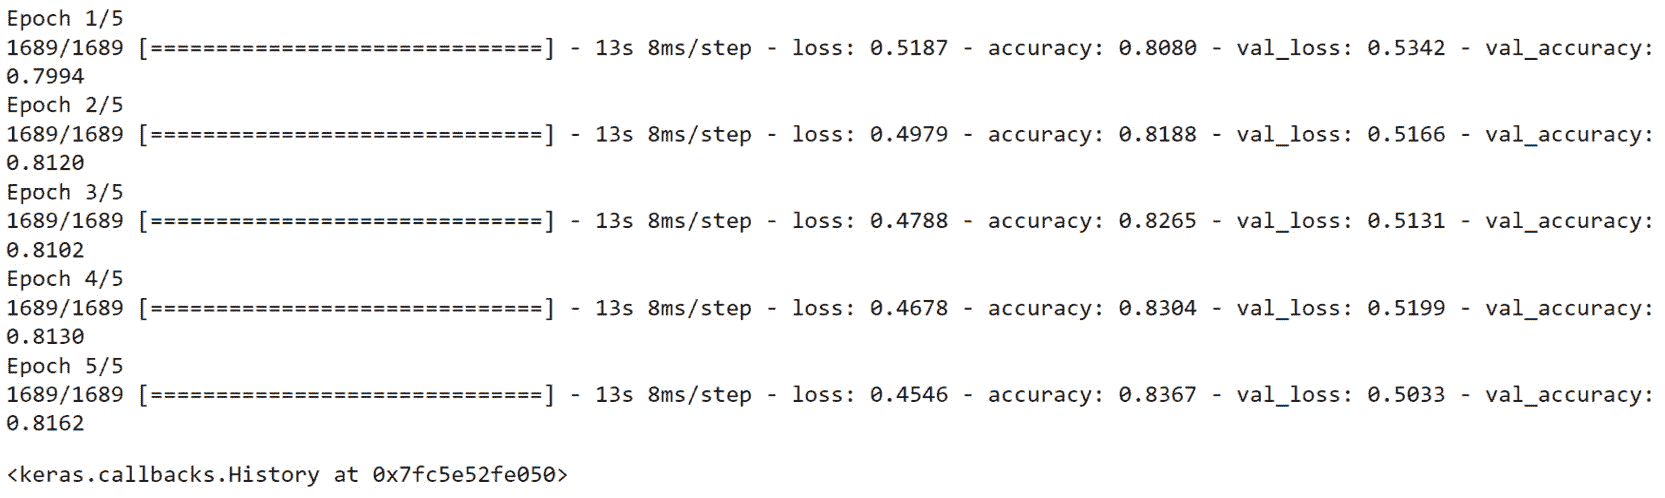 Epoch 1/5
1689/1689 [==============================] - 13s 8ms/step - loss: 0.5187 - accuracy: 0.8080 - val_loss: 0.5342 - val_accuracy:
0.7994
Epoch 2/5
1689/1689 [==============================] - 13s 8ms/step - loss: 0.4979 - accuracy: 0.8188 - val_loss: 0.5166 - val_accuracy:
0.8120
Epoch 3/5
1689/1689 [==============================] - 13s 8ms/step - loss: 0.4788 - accuracy: 0.8265 - val_loss: 0.5131 - val_accuracy:
0.8102
Epoch 4/5
1689/1689 [==============================] - 13s 8ms/step - loss: 0.4678 - accuracy: 0.8304 - val_loss: 0.5199 - val_accuracy:
0.8130
Epoch 5/5
1689/1689 [==============================] - 13s 8ms/step - loss: 0.4546 - accuracy: 0.8367 - val_loss: 0.5033 - val_accuracy:
0.8162
<keras.callbacks.History at 0x7fc5e52fe050>